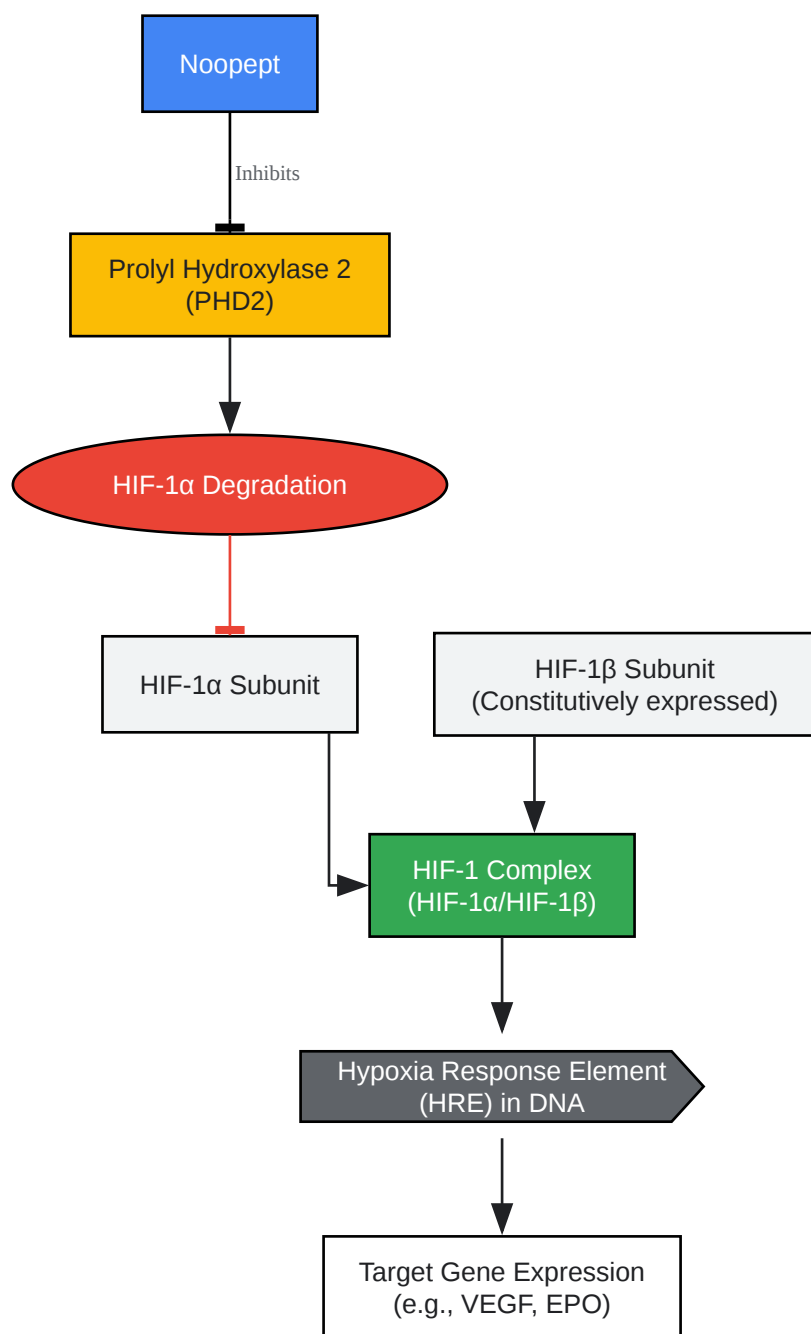 Noopept
Inhibits
Prolyl Hydroxylase 2
(PHD2)
HIF-1α Degradation
HIF-1α Subunit
HIF-1β Subunit
(Constitutively expressed)
HIF-1 Complex
(HIF-1α/HIF-1β)
Hypoxia Response Element
(HRE) in DNA
Target Gene Expression
(e.g., VEGF, EPO)